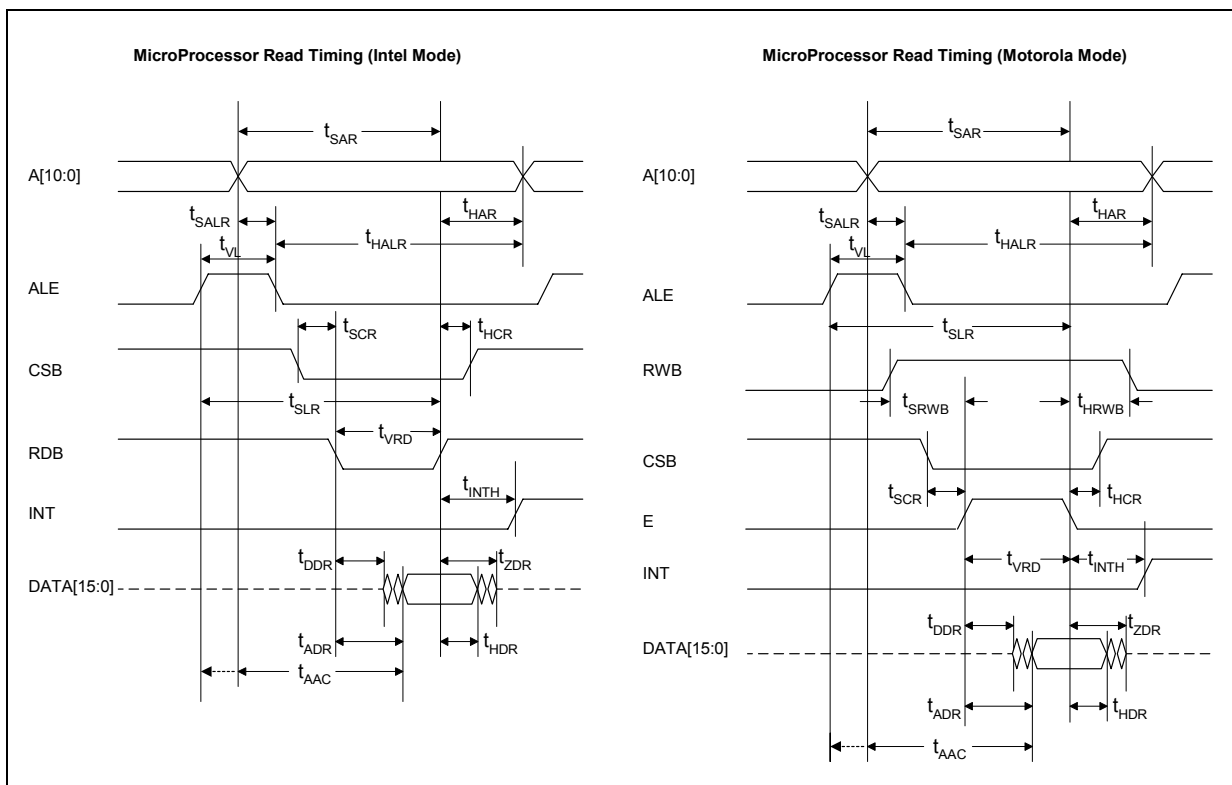 MicroProcessor Read Timing (Intel Mode)
tSAR
A[10:0]
tSALR
tHAR
tVL
tHALR
ALE
tSCR
tHCR
CSB
tSLR
tVRD
RDB
tINTH
INT
tDDR
tZDR
DATA[15:0]
tADR
tHDR
tAAC
MicroProcessor Read Timing (Motorola Mode)
tSAR
A[10:0]
tSALR
tHAR
tVL
tHALR
ALE
tSLR
RWB
tSRWB
tHRWB
CSB
tSCR
tHCR
E
tVRD
tINTH
INT
tDDR
tZDR
DATA[15:0]
tADR
tHDR
tAAC